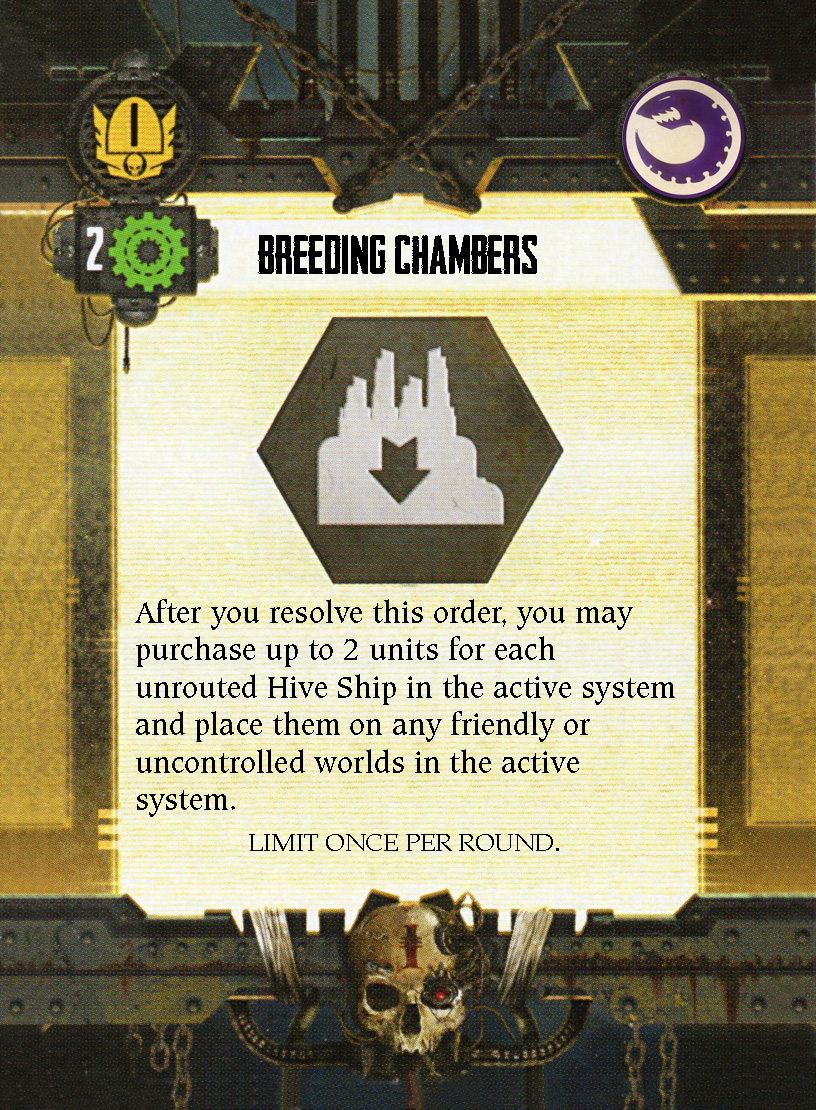 I
2
BREEDING CHAMBERS
After you resolve this order, you may
purchase up to 2 units for each
unrouted Hive Ship in the active system
and place them on any friendly or
uncontrolled worlds in the active
system.
LIMIT ONCE PER ROUND.
I